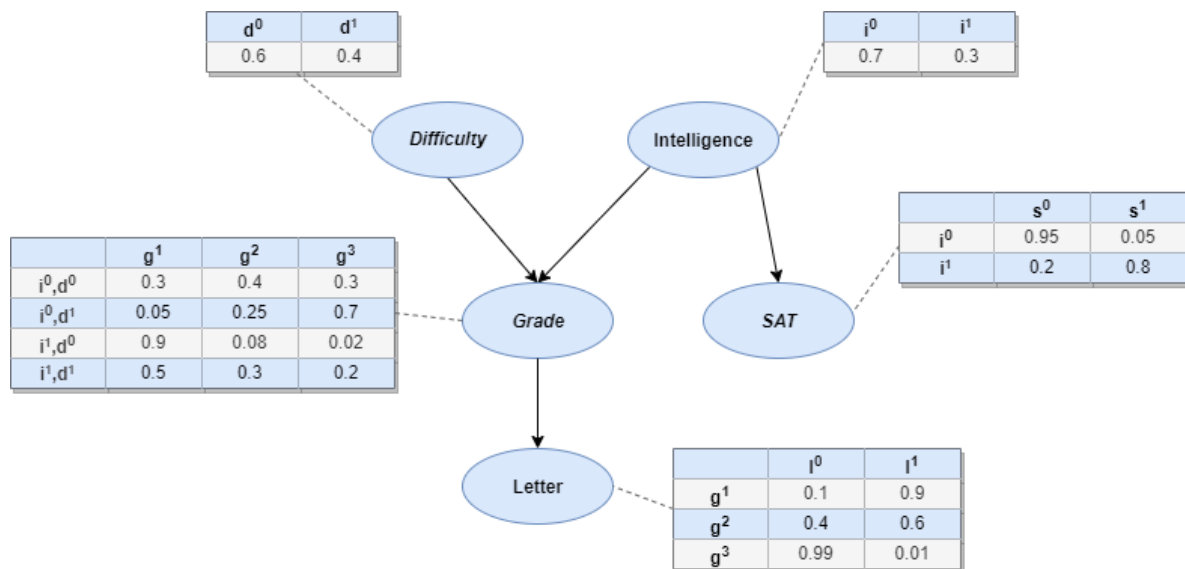 d⁰ d¹
0.6 0.4
i⁰ i¹
0.7 0.3
Difficulty
Intelligence
s⁰ s¹
i⁰ 0.95 0.05
i¹ 0.2 0.8
g¹ g² g³
i⁰,d⁰ 0.3 0.4 0.3
i⁰,d¹ 0.05 0.25 0.7
i¹,d⁰ 0.9 0.08 0.02
i¹,d¹ 0.5 0.3 0.2
Grade
SAT
Letter
l⁰ l¹
g¹ 0.1 0.9
g² 0.4 0.6
g³ 0.99 0.01